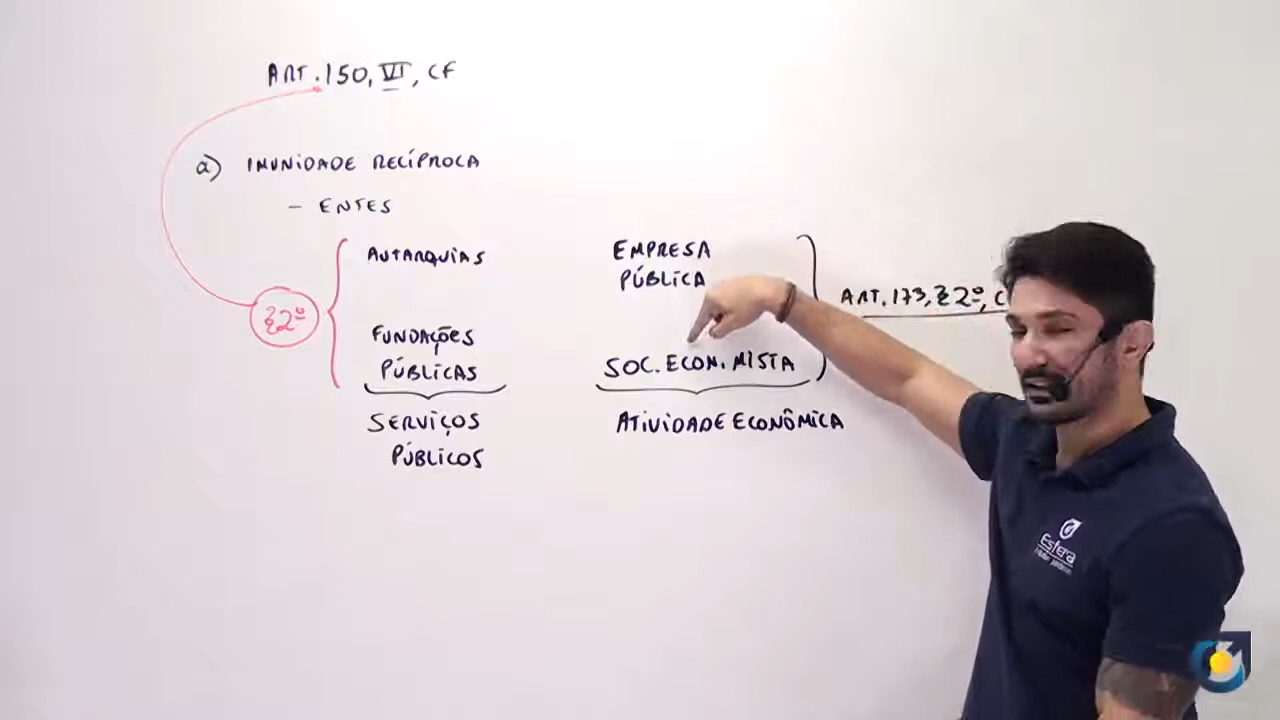 ART. 150, VI, CF
a) IMUNIDADE RECÍPROCA
- ENTES
AUTARQUIAS
FUNDAÇÕES
PÚBLICAS
SERVIÇOS
PÚBLICOS
§2º
EMPRESA
PÚBLICA
SOC. ECON. MISTA
ATIVIDADE ECONÔMICA
ART. 173, §2º, C
Esfera